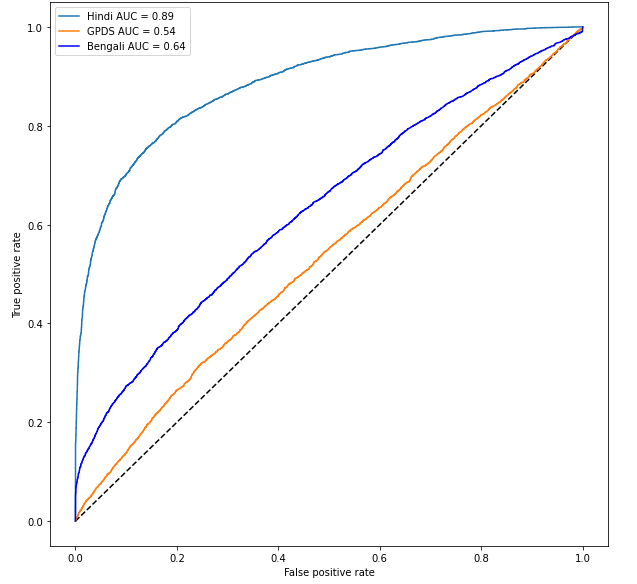 Hindi AUC = 0.89
GPDS AUC = 0.54
Bengali AUC = 0.64
1.0
0.8
0.6
0.4
0.2
0.0
True positive rate
0.0 0.2 0.4 0.6 0.8 1.0
False positive rate